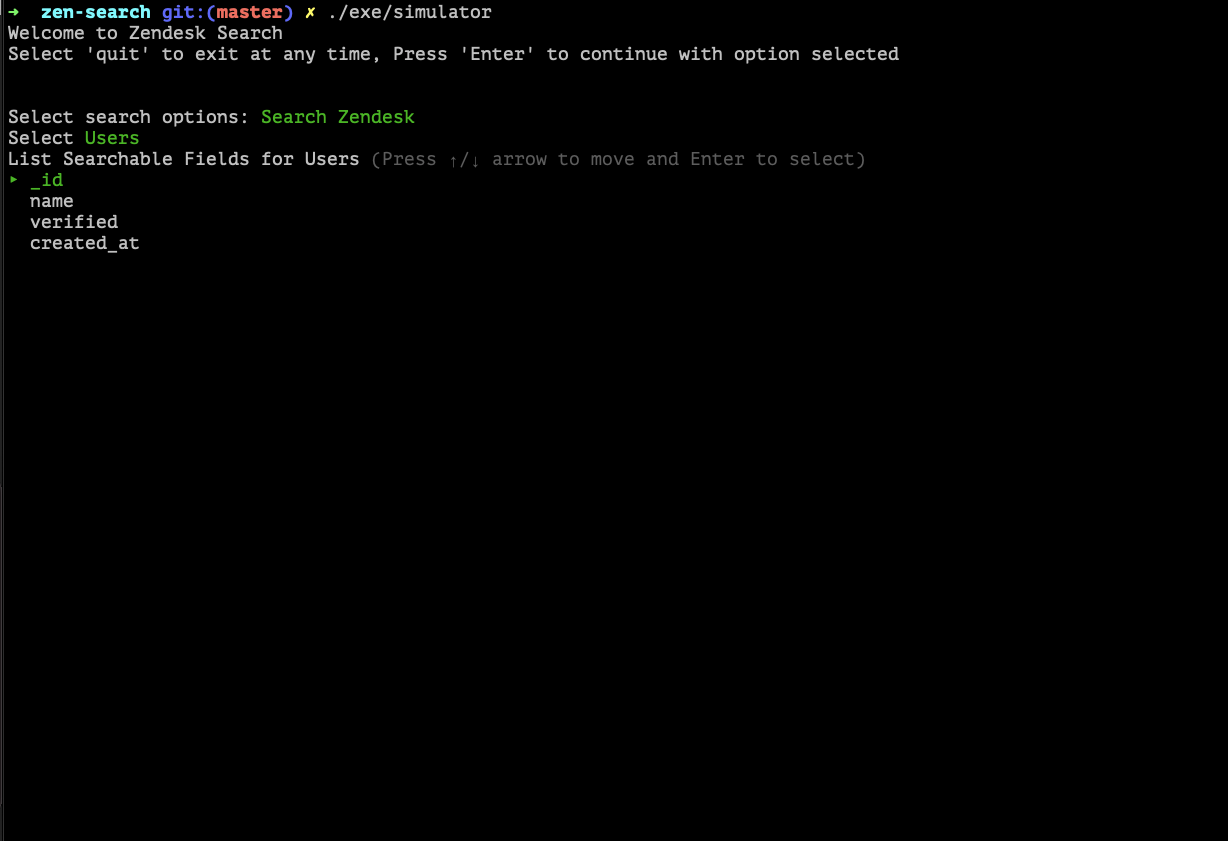 → zen-search git:(master) ✗ ./exe/simulator
Welcome to Zendesk Search
Select 'quit' to exit at any time, Press 'Enter' to continue with option selected
Select search options: Search Zendesk
Select Users
List Searchable Fields for Users (Press ↑/↓ arrow to move and Enter to select)
‣ _id
name
verified
created_at